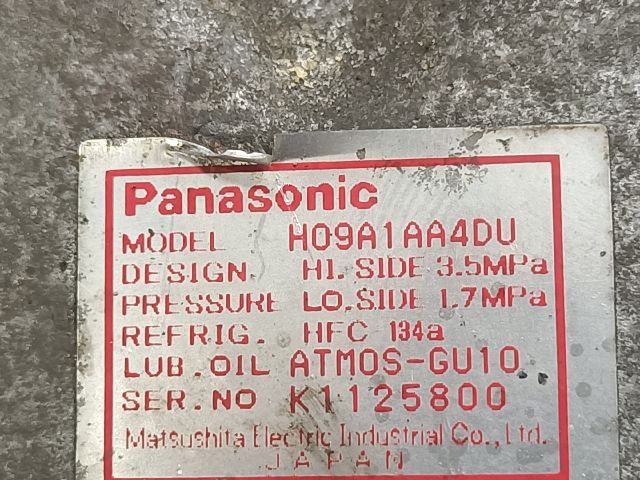 Panasonic
MODEL H09A1AA4DU
DESIGN. HI. SIDE 3.5MPa
PRESSURE LO.SIDE 1.7MPa
REFRIG. HFC 134a
LUB.OIL ATMOS-GU10
SER.NO K1125800
Matsushita Electric Industrial Co., Ltd.
JAPAN